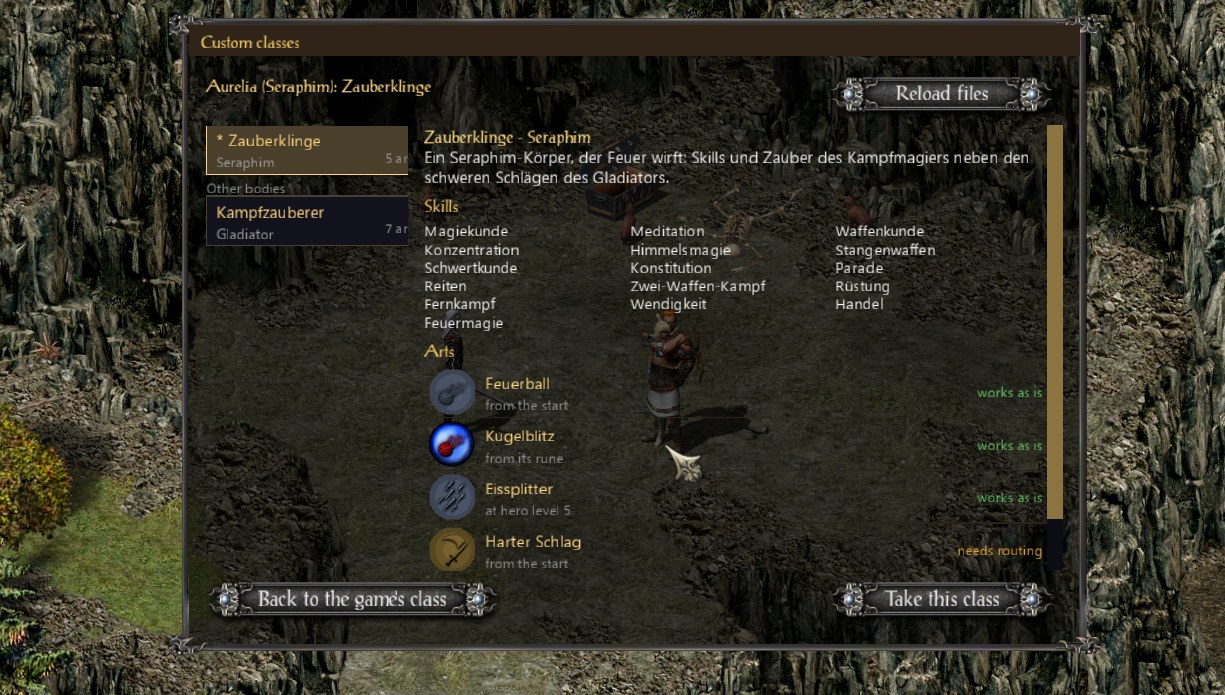 Custom classes
Aurelia (Seraphim): Zauberklinge
Reload files
* Zauberklinge
Seraphim
5 ar
Other bodies
Kampfzauberer
Gladiator
7 ar
Zauberklinge - Seraphim
Ein Seraphim-Körper, der Feuer wirft: Skills und Zauber des Kampfmagiers neben den
schweren Schlägen des Gladiators.
Skills
Magiekunde Meditation Waffenkunde
Konzentration Himmelsmagie Stangenwaffen
Schwertkunde Konstitution Parade
Reiten Zwei-Waffen-Kampf Rüstung
Fernkampf Wendigkeit Handel
Feuermagie
Arts
Feuerball
from the start
works as is
Kugelblitz
from its rune
works as is
Eissplitter
at hero level 5
works as is
Harter Schlag
from the start
needs routing
Back to the game's class
Take this class